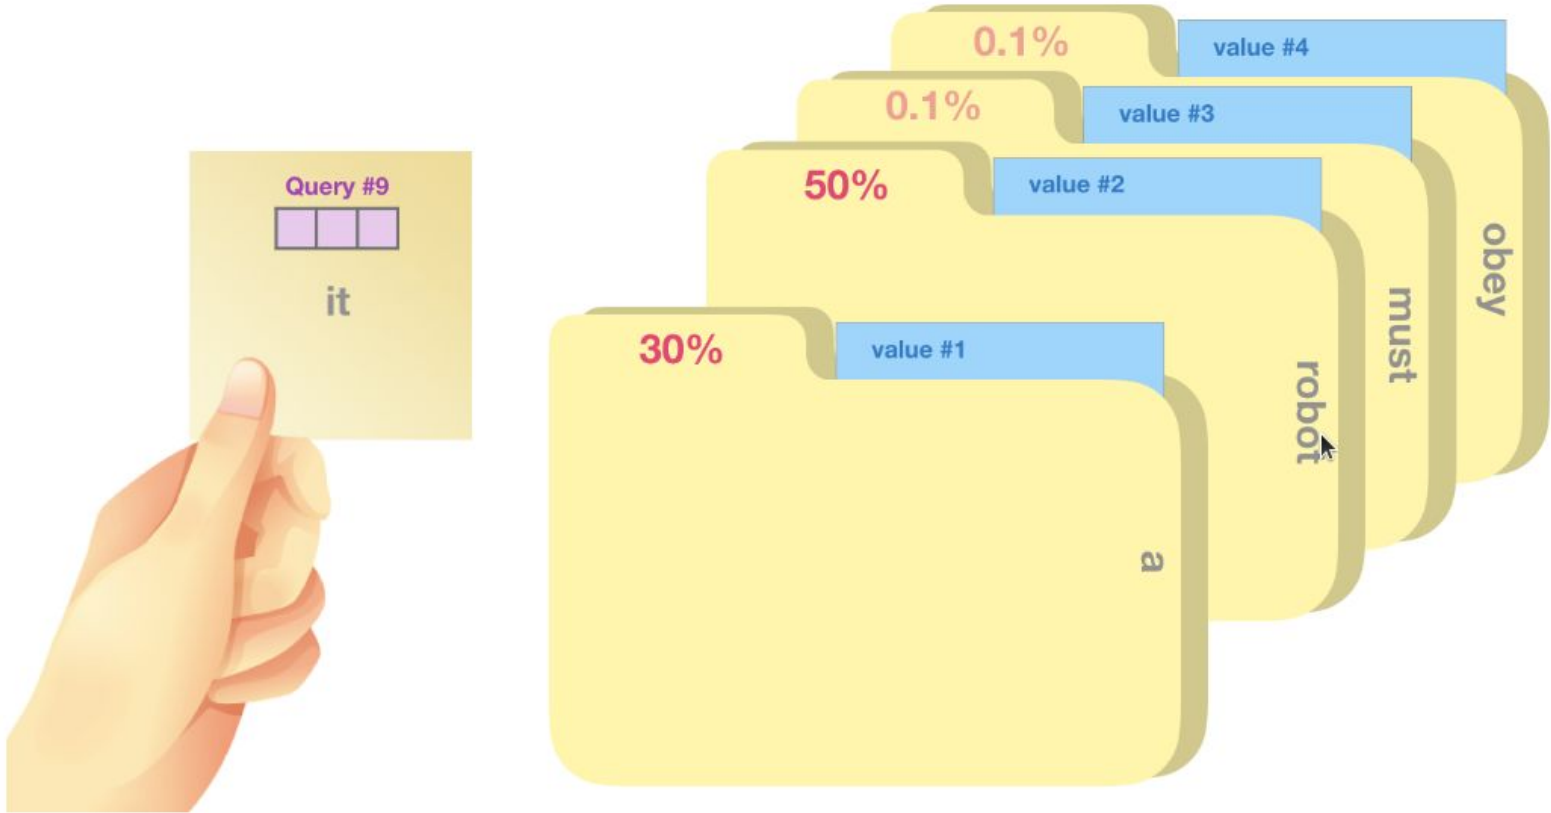 Query #9
it
0.1%
value #4
obey
0.1%
value #3
must
50%
value #2
robot
30%
value #1
a